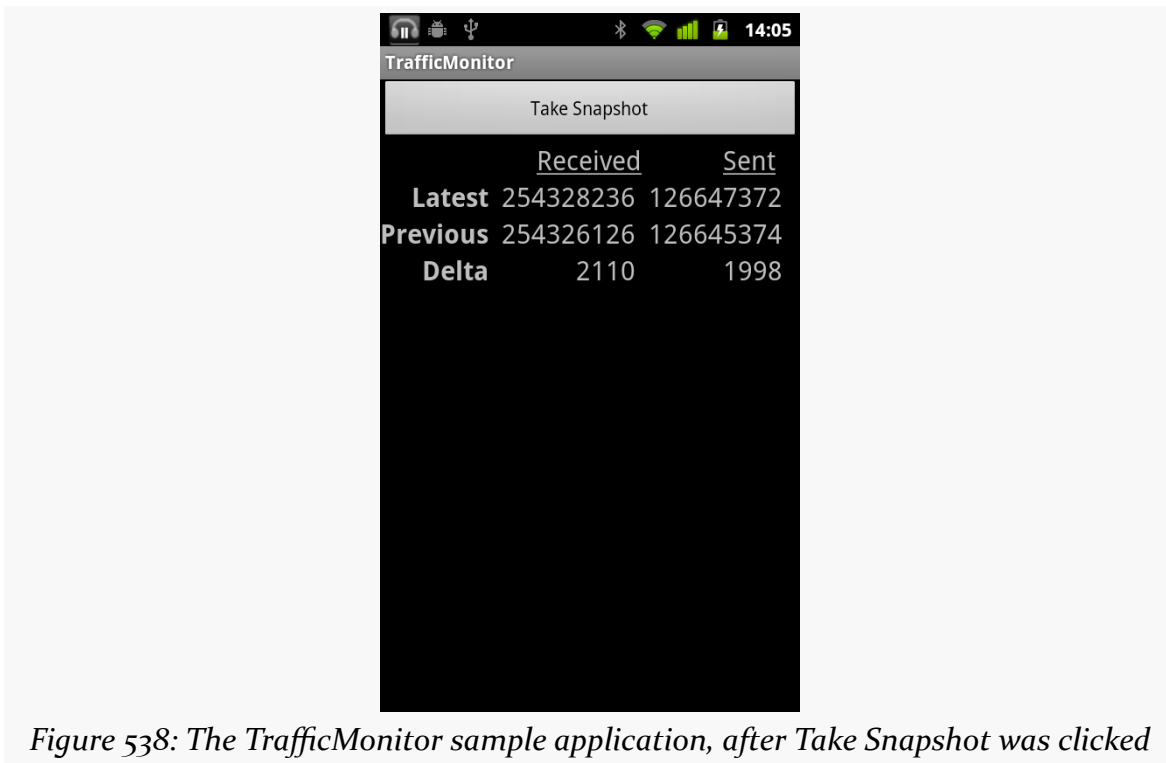 14:05
TrafficMonitor
Take Snapshot
Received Sent
Latest 254328236 126647372
Previous 254326126 126645374
Delta 2110 1998
Figure 538: The TrafficMonitor sample application, after Take Snapshot was clicked